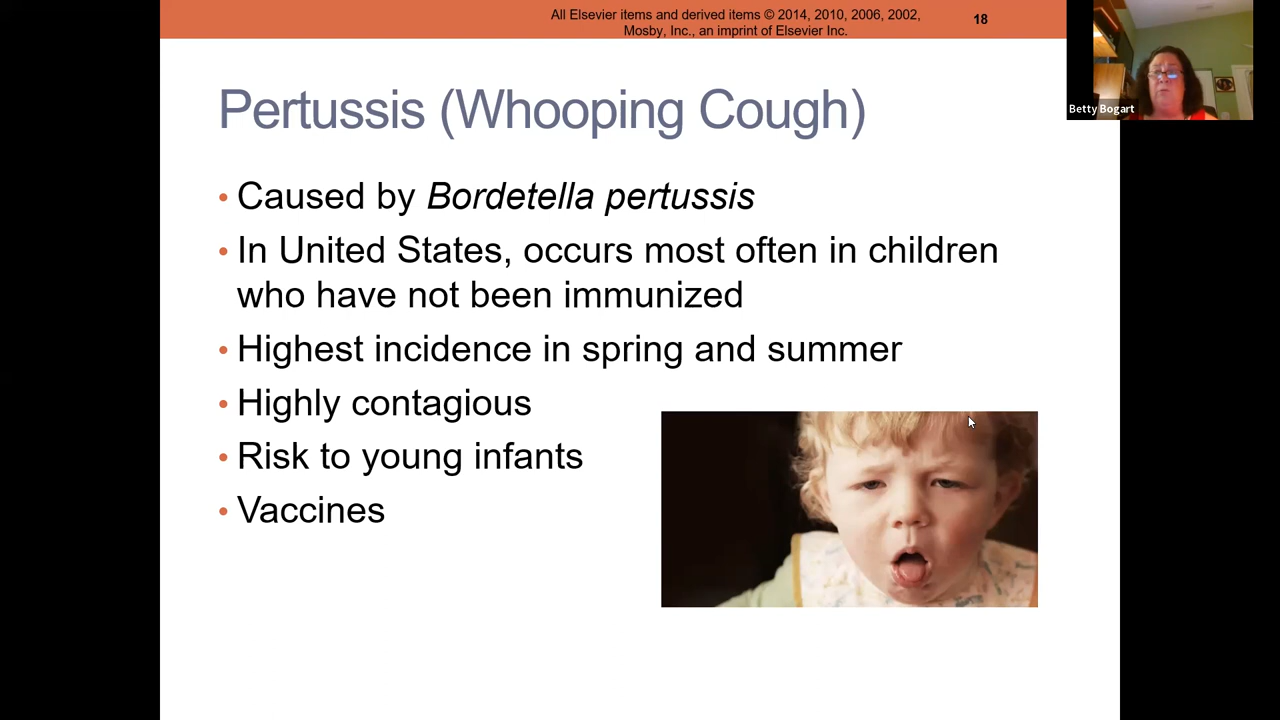 All Elsevier items and derived items © 2014, 2010, 2006, 2002,
Mosby, Inc., an imprint of Elsevier Inc.
18
Betty Bogart
Pertussis (Whooping Cough)
• Caused by Bordetella pertussis
• In United States, occurs most often in children
who have not been immunized
• Highest incidence in spring and summer
• Highly contagious
• Risk to young infants
• Vaccines